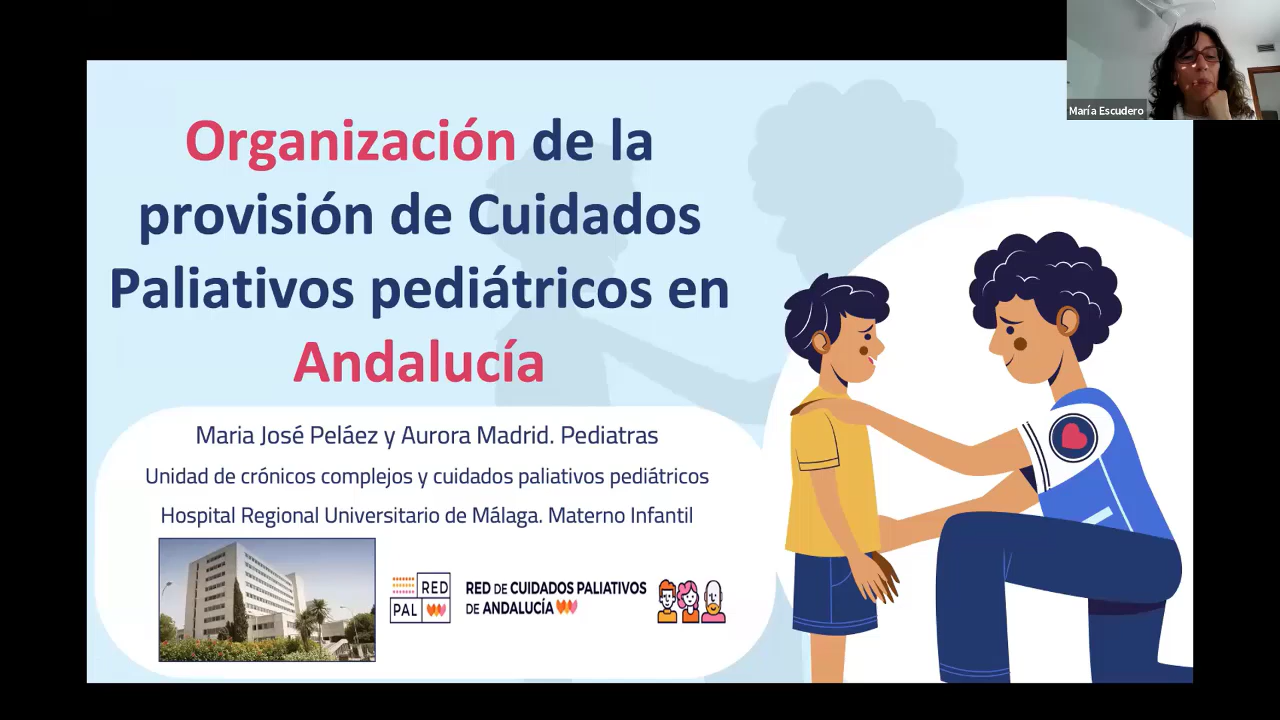 María Escudero
Organización de la
provisión de Cuidados
Paliativos pediátricos en
Andalucía
Maria José Peláez y Aurora Madrid. Pediatras
Unidad de crónicos complejos y cuidados paliativos pediátricos
Hospital Regional Universitario de Málaga. Materno Infantil
RED
PAL
RED DE CUIDADOS PALIATIVOS
DE ANDALUCÍA